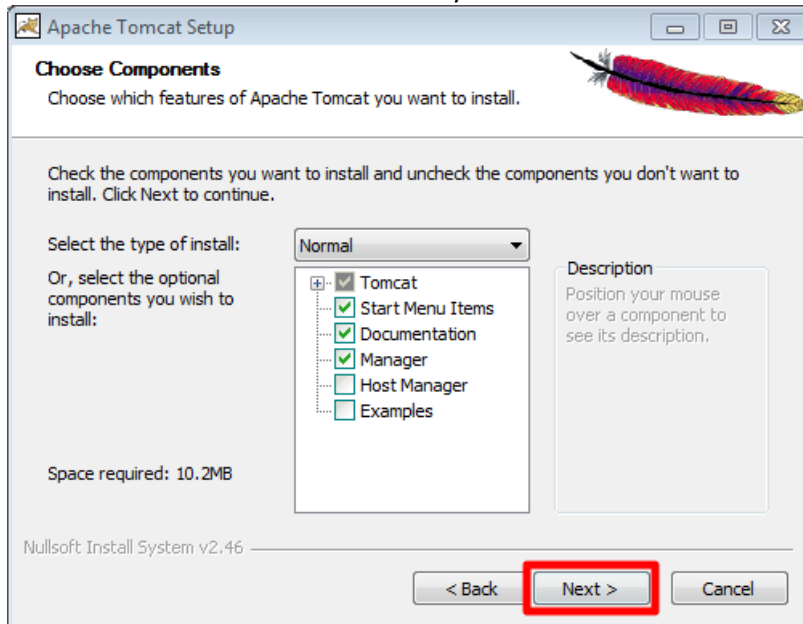 Apache Tomcat Setup
Choose Components
Choose which features of Apache Tomcat you want to install.
Check the components you want to install and uncheck the components you don't want to
install. Click Next to continue.
Select the type of install:
Normal
Or, select the optional
components you wish to
install:
Tomcat
Start Menu Items
Documentation
Manager
Host Manager
Examples
Description
Position your mouse
over a component to
see its description.
Space required: 10.2MB
Nullsoft Install System v2.46
< Back
Next >
Cancel